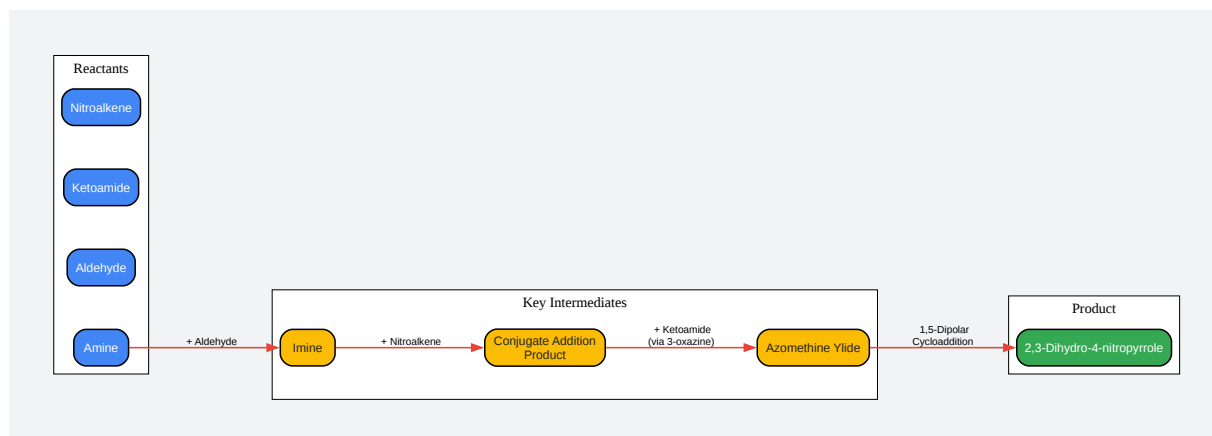 Reactants
Nitroalkene
Ketoamide
Aldehyde
Amine
+ Aldehyde
Key Intermediates
Imine
+ Nitroalkene
Conjugate Addition
Product
+ Ketoamide
(via 3-oxazine)
Azomethine Ylide
1,5-Dipolar
Cycloaddition
Product
2,3-Dihydro-4-nitropyrrole